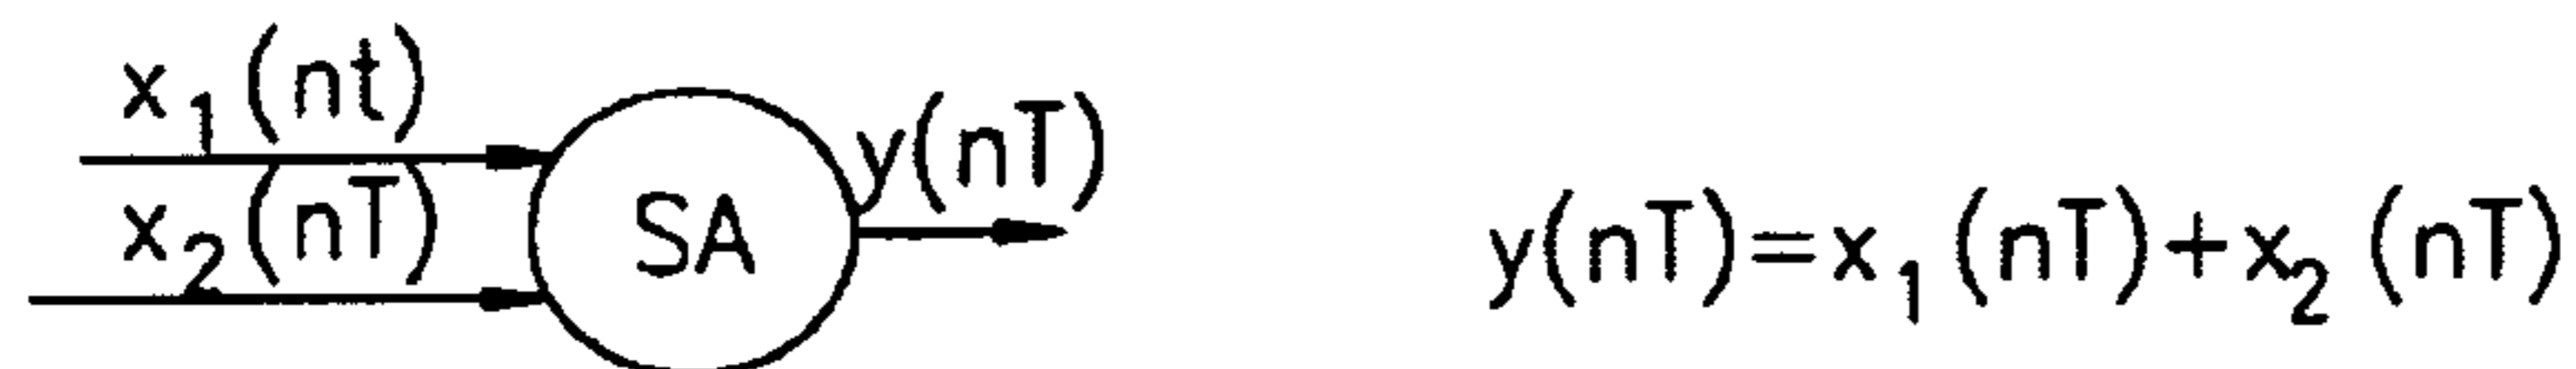 x₁(nt)
x₂(nT)
SA
y(nT)
y(nT)=x₁(nT)+x₂(nT)